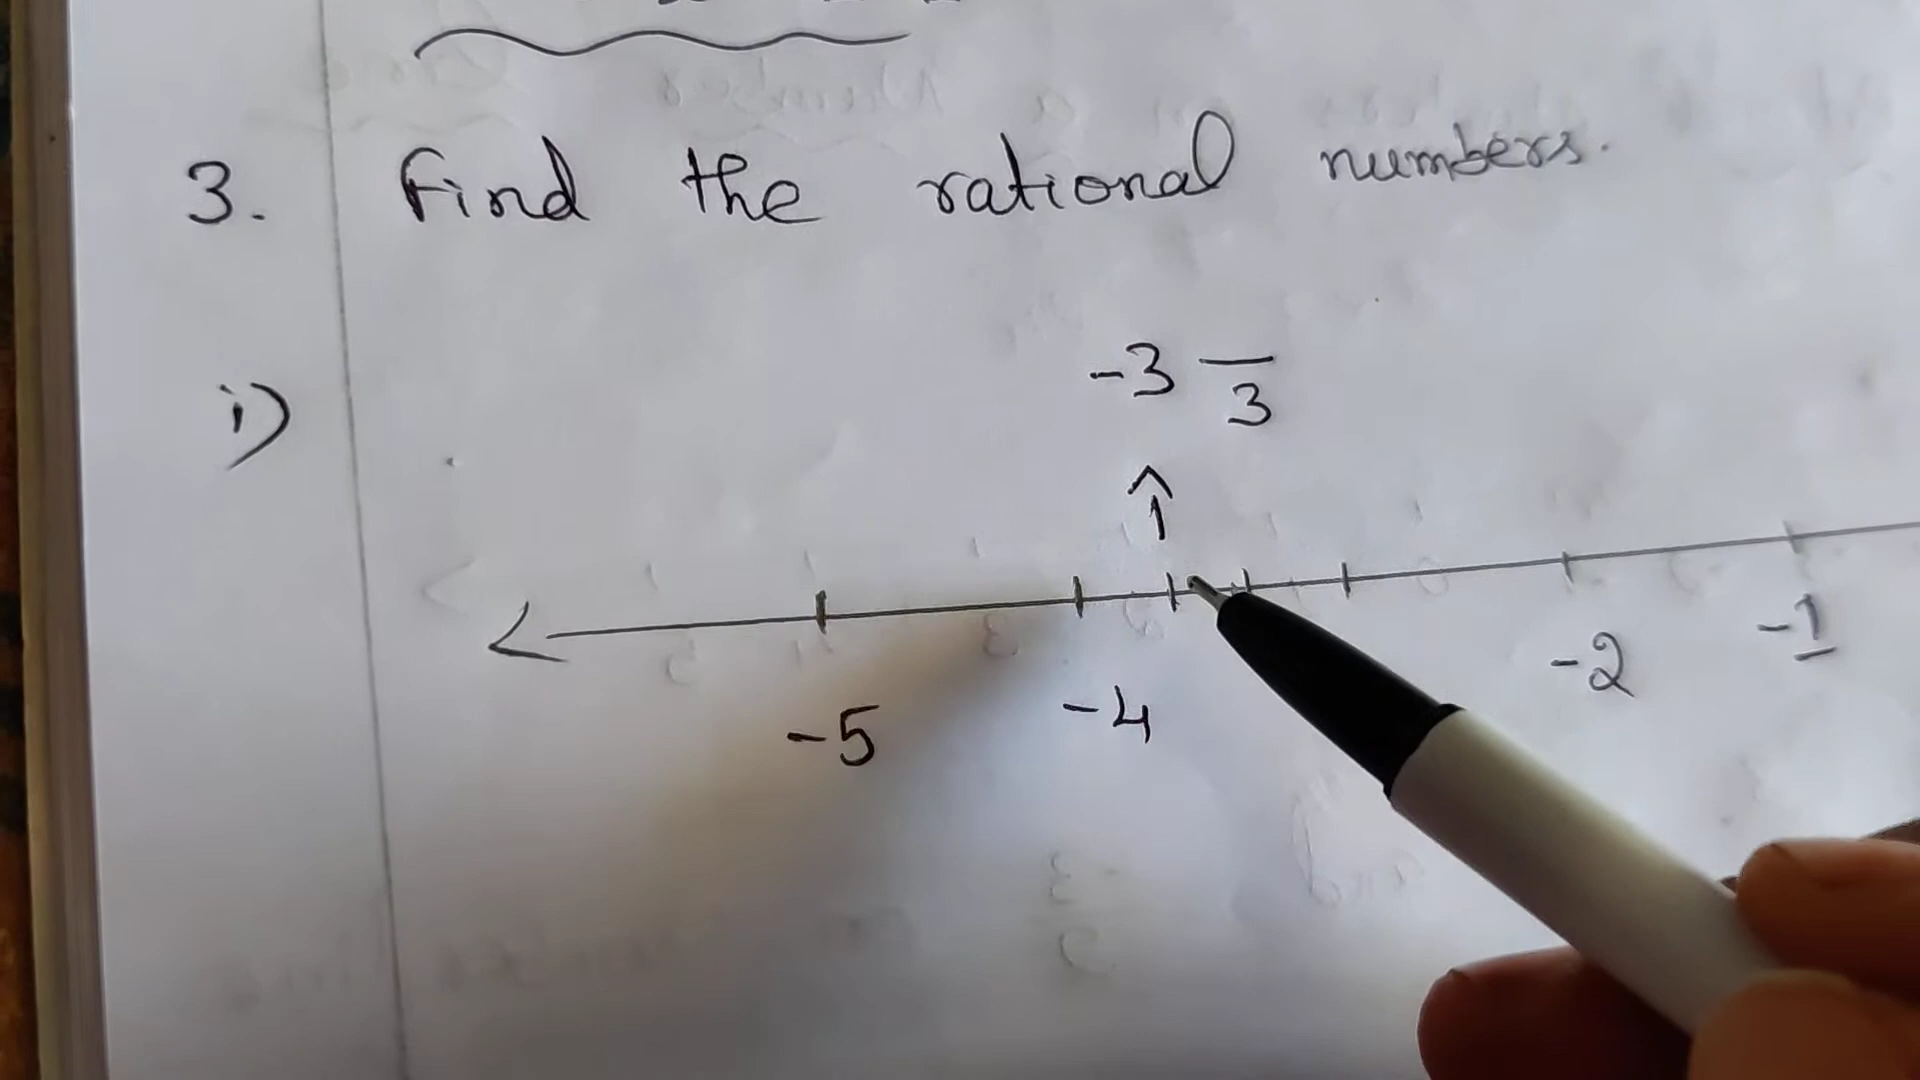 3. Find the rational numbers.
i)
-3 —
3
-5 -4 -2 -1